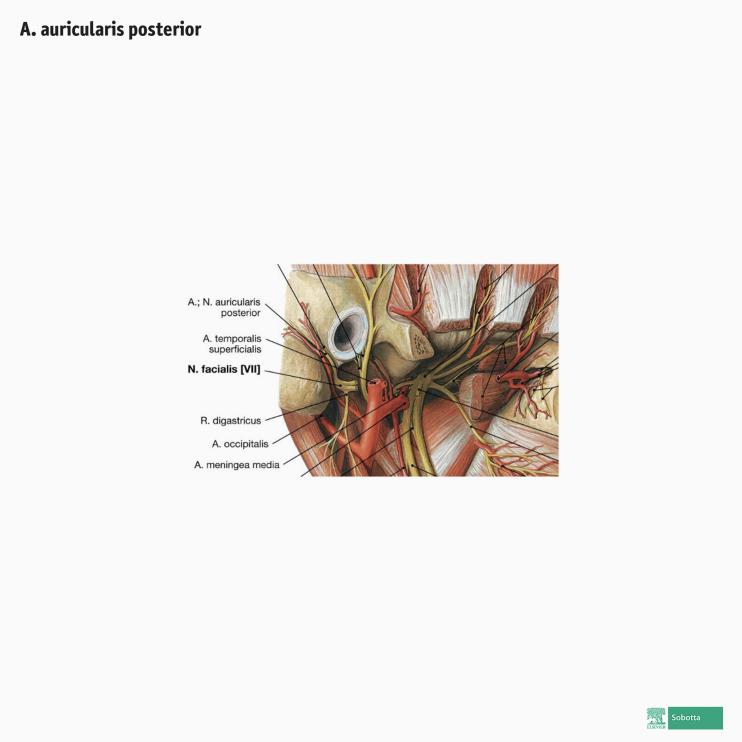 A. auricularis posterior
A.; N. auricularis
posterior
A. temporalis
superficialis
N. facialis [VII]
R. digastricus
A. occipitalis
A. meningea media
ELSEVIER
Sobotta